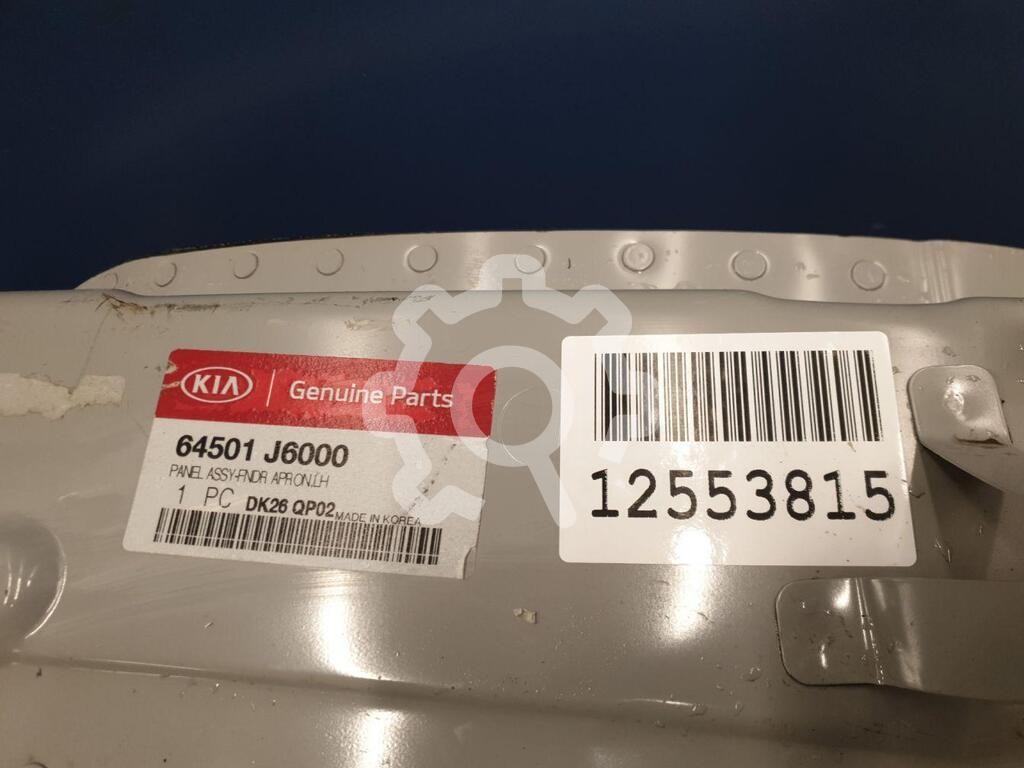 KIA Genuine Parts
64501 J6000
PANEL ASSY-FNDR APRON,LH
1 PC DK26 QP02 MADE IN KOREA
12553815